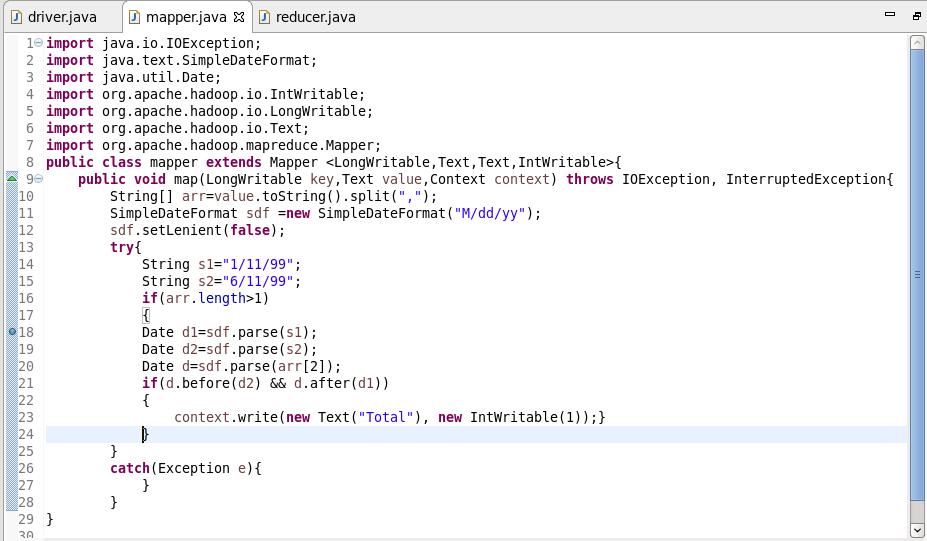 driver.java mapper.java reducer.java
1 import java.io.IOException;
2 import java.text.SimpleDateFormat;
3 import java.util.Date;
4 import org.apache.hadoop.io.IntWritable;
5 import org.apache.hadoop.io.LongWritable;
6 import org.apache.hadoop.io.Text;
7 import org.apache.hadoop.mapreduce.Mapper;
8 public class mapper extends Mapper <LongWritable,Text,Text,IntWritable>{
9 public void map(LongWritable key,Text value,Context context) throws IOException, InterruptedException{
10 String[] arr=value.toString().split(",");
11 SimpleDateFormat sdf =new SimpleDateFormat("M/dd/yy");
12 sdf.setLenient(false);
13 try{
14 String s1="1/11/99";
15 String s2="6/11/99";
16 if(arr.length>1)
17 {
18 Date d1=sdf.parse(s1);
19 Date d2=sdf.parse(s2);
20 Date d=sdf.parse(arr[2]);
21 if(d.before(d2) && d.after(d1))
22 {
23 context.write(new Text("Total"), new IntWritable(1));}
24 }
25 }
26 catch(Exception e){
27 }
28 }
29 }
30